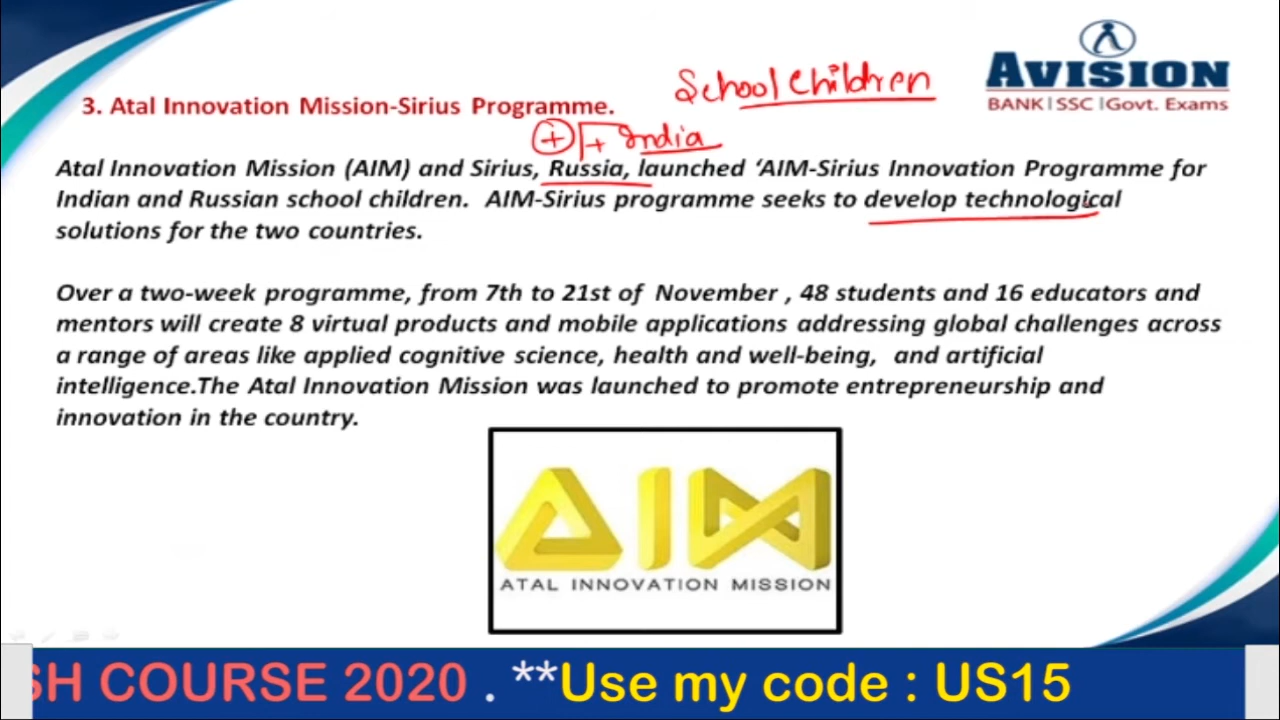 School Children
AVISION
BANK|SSC|Govt. Exams
3. Atal Innovation Mission-Sirius Programme.
+ + India
Atal Innovation Mission (AIM) and Sirius, Russia, launched ‘AIM-Sirius Innovation Programme for
Indian and Russian school children. AIM-Sirius programme seeks to develop technological
solutions for the two countries.
Over a two-week programme, from 7th to 21st of November , 48 students and 16 educators and
mentors will create 8 virtual products and mobile applications addressing global challenges across
a range of areas like applied cognitive science, health and well-being, and artificial
intelligence.The Atal Innovation Mission was launched to promote entrepreneurship and
innovation in the country.
AIM
ATAL INNOVATION MISSION
SH COURSE 2020 . **Use my code : US15